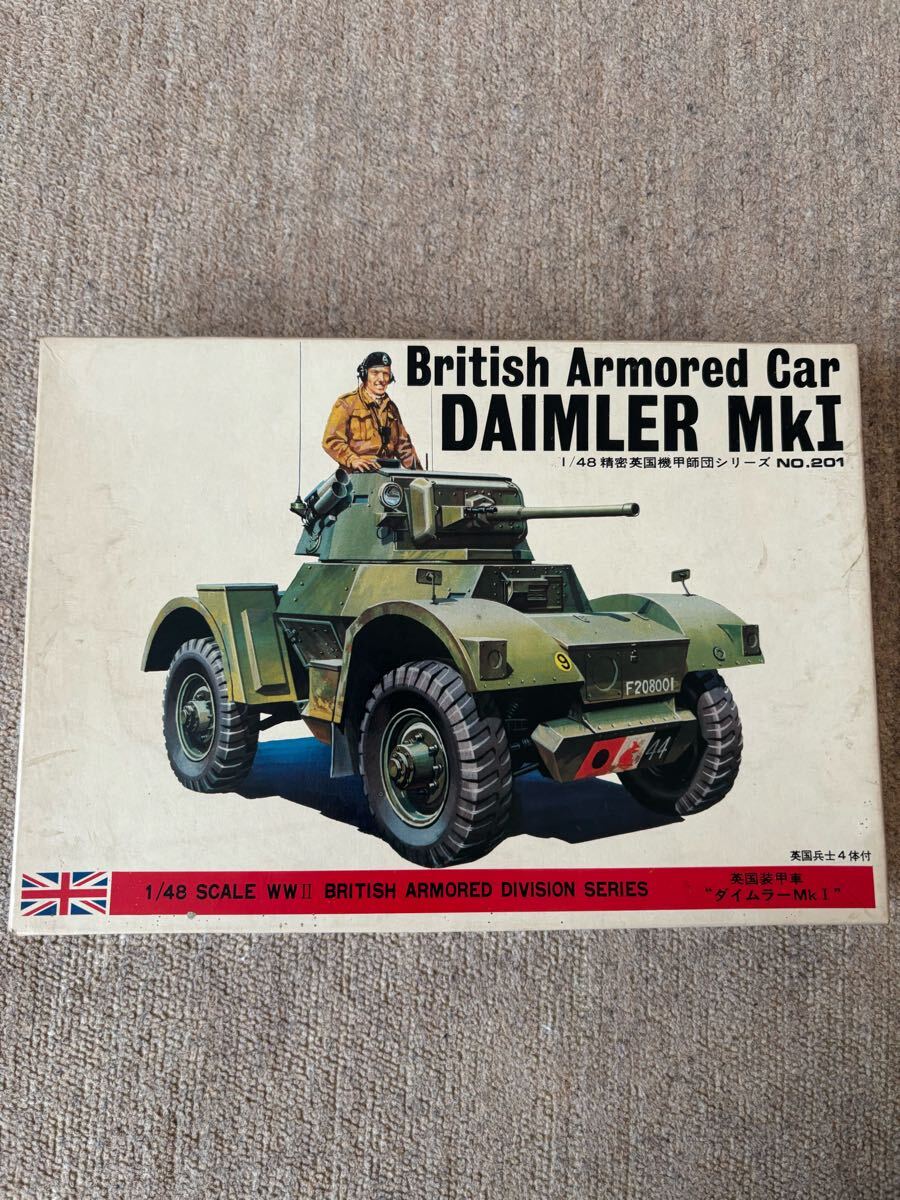 British Armored Car
DAIMLER MkI
1/48 精密英国機甲師団シリーズ NO.201
9
F208001
44
英国兵士4体付
1/48 SCALE WWII BRITISH ARMORED DIVISION SERIES
英国装甲車
"ダイムラーMkI"